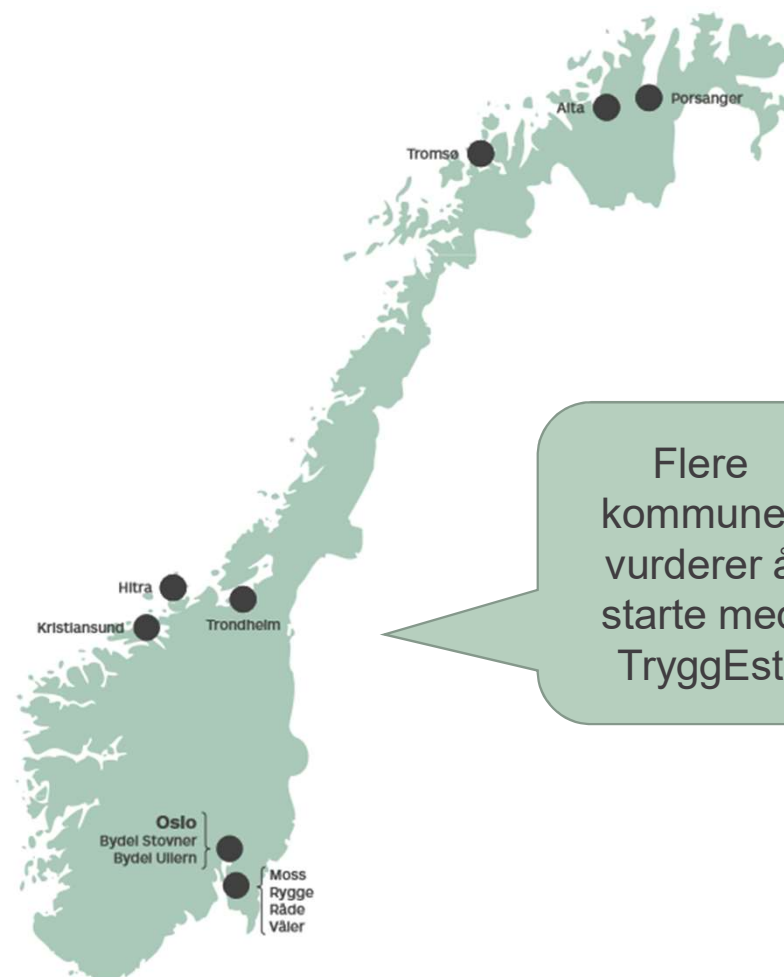 Porsanger
Alta
Tromsø
Flere
kommune
vurderer å
starte med
TryggEst
Hitra
Trondheim
Kristiansund
Oslo
Bydel Stovner
Bydel Ullern
Moss
Rygge
Råde
Våler